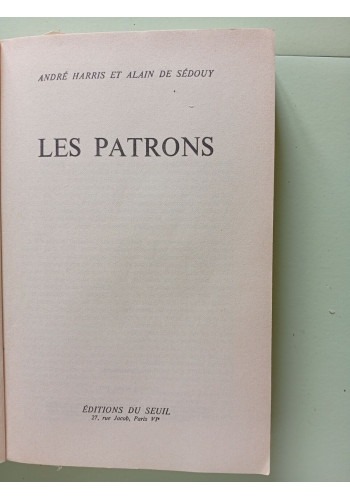 ANDRÉ HARRIS ET ALAIN DE SÉDOUY
LES PATRONS
ÉDITIONS DU SEUIL
27, rue Jacob, Paris VIᵉ